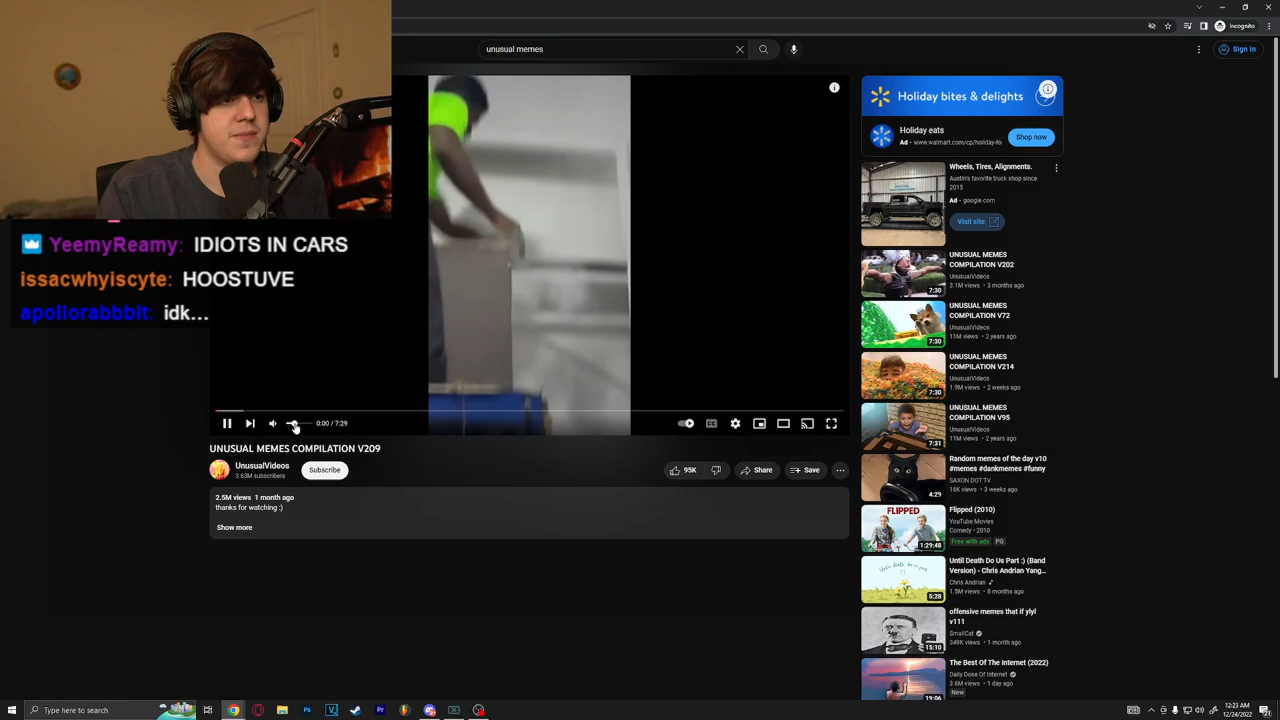 Incognito
unusual memes
Sign in
Holiday bites & delights
Holiday eats
Ad • www.walmart.com/cp/holiday-fo
Shop now
Wheels, Tires, Alignments.
Austin's favorite truck shop since
2015
Ad • google.com
Visit site
YeemyReamy: IDIOTS IN CARS
issacwhyiscyte: HOOSTUVE
apollorabbbit: idk...
UNUSUAL MEMES
COMPILATION V202
UnusualVideos
3.1M views • 3 months ago
7:30
UNUSUAL MEMES
COMPILATION V72
UnusualVideos
11M views • 2 years ago
7:30
UNUSUAL MEMES
COMPILATION V214
UnusualVideos
1.9M views • 2 weeks ago
7:30
UNUSUAL MEMES
COMPILATION V95
UnusualVideos
11M views • 2 years ago
7:31
0:00 / 7:29
UNUSUAL MEMES COMPILATION V209
UnusualVideos
3.63M subscribers
Subscribe
95K
Share
Save
2.5M views 1 month ago
thanks for watching :)
Show more
Random memes of the day v10
#memes #dankmemes #funny
SAXON DOT TV
16K views • 3 weeks ago
4:29
FLIPPED
Flipped (2010)
YouTube Movies
Comedy • 2010
Free with ads PG
1:29:48
Until Death Do Us Part :) (Band
Version) - Chris Andrian Yang...
Chris Andrian
1.5M views • 8 months ago
5:28
offensive memes that if ylyl
v111
SmallCat
349K views • 1 month ago
15:10
The Best Of The Internet (2022)
Daily Dose Of Internet
3.6M views • 1 day ago
New
19:06
Type here to search
12:23 AM
12/24/2022